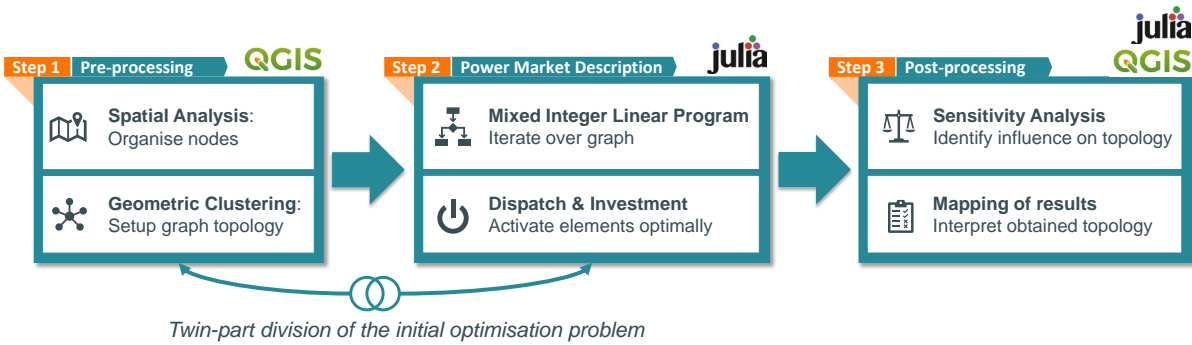 Step 1 Pre-processing
QGIS
Spatial Analysis:
Organise nodes
Geometric Clustering:
Setup graph topology
Step 2 Power Market Description
julia
Mixed Integer Linear Program
Iterate over graph
Dispatch & Investment
Activate elements optimally
Step 3 Post-processing
julia
QGIS
Sensitivity Analysis
Identify influence on topology
Mapping of results
Interpret obtained topology
Twin-part division of the initial optimisation problem